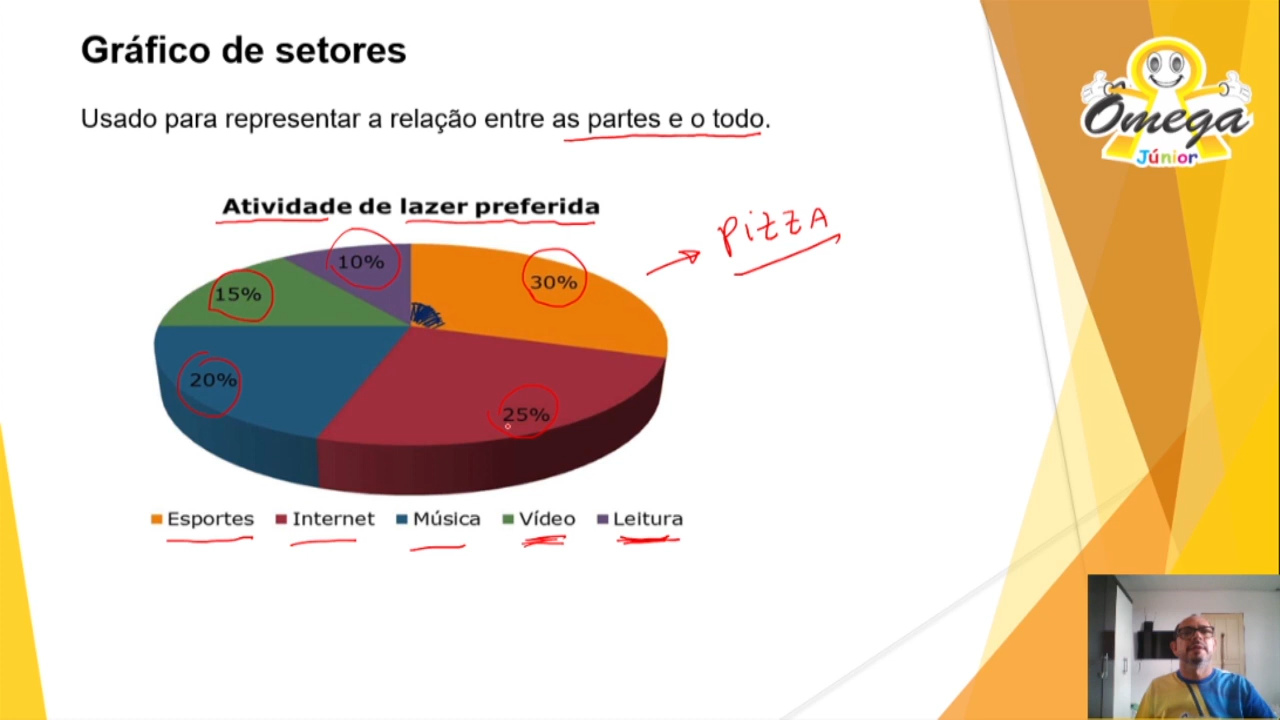 Gráfico de setores
Usado para representar a relação entre as partes e o todo.
Ômega
Júnior
Atividade de lazer preferida
PIZZA
10%
30%
15%
20%
25%
Esportes Internet Música Vídeo Leitura